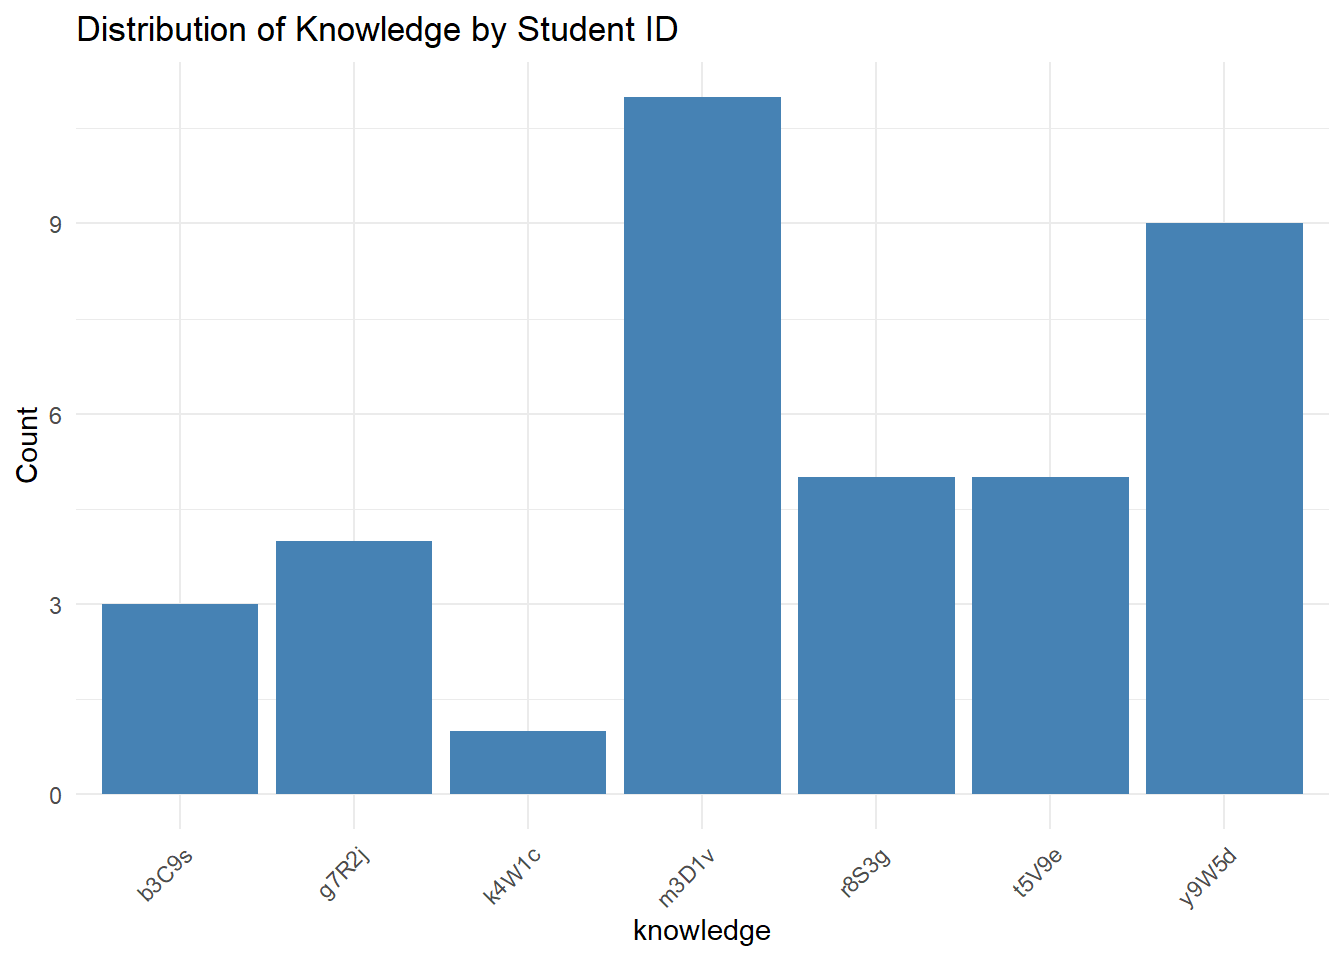 Distribution of Knowledge by Student ID
Count
9
6
3
0
b3C9s
g7R2j
k4W1c
m3D1v
r8S3g
t5V9e
y9W5d
knowledge